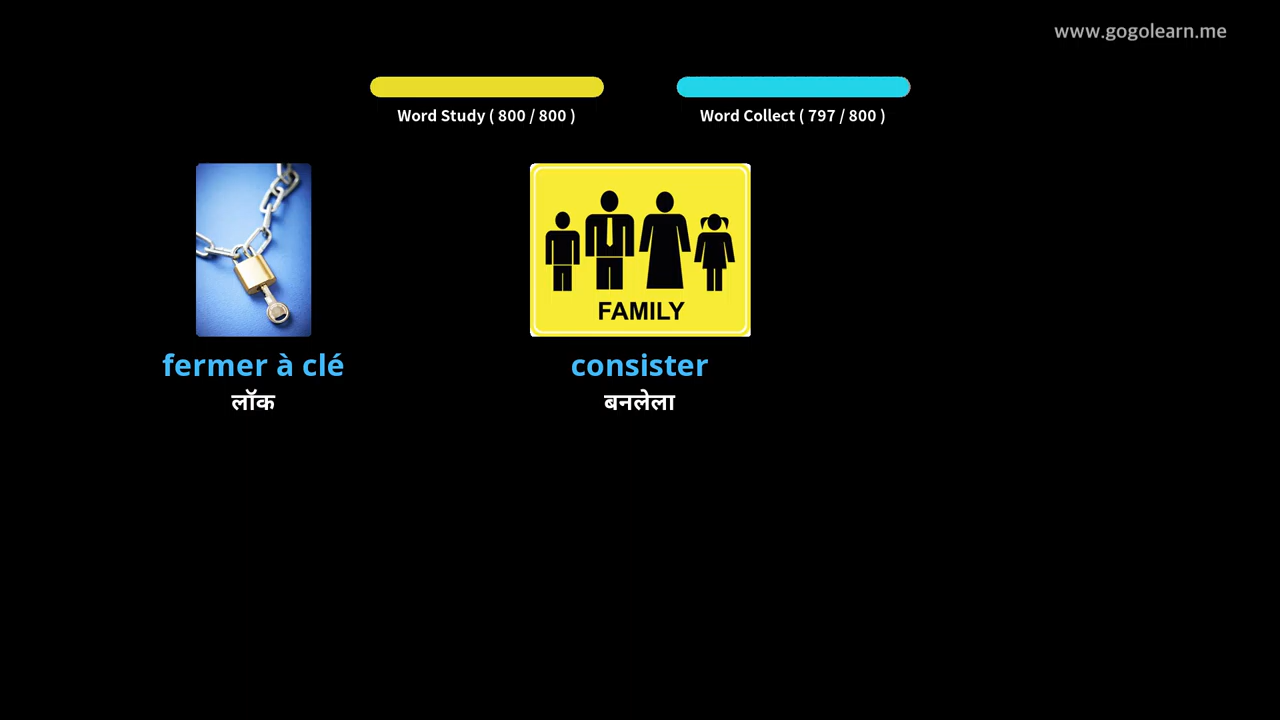 www.gogolearn.me
Word Study ( 800 / 800 )
Word Collect ( 797 / 800 )
FAMILY
fermer à clé
consister
लॉक
बनलेला